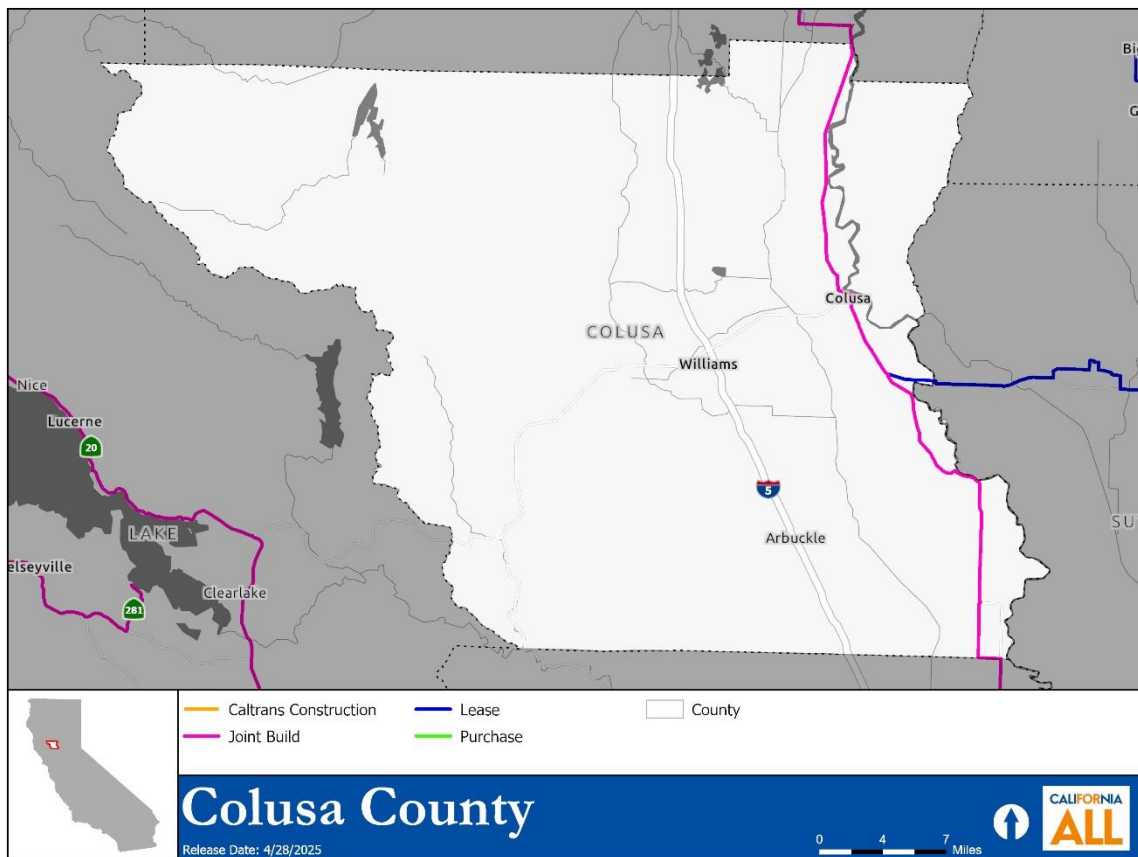 Big
G
COLUSA
Colusa
Williams
Nice
Lucerne
20
5
LAKE
Arbuckle
SU
elseyville
Clearlake
281
Caltrans Construction
Lease
County
Joint Build
Purchase
Colusa County
Release Date: 4/28/2025
0 4 7
Miles
CALIFORNIA
ALL